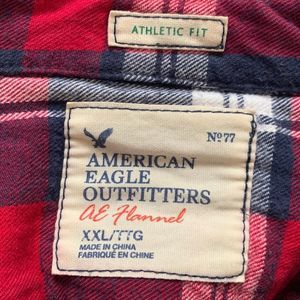 ATHLETIC FIT
Nº77
AMERICAN
EAGLE
OUTFITTERS
AE Flannel
XXL/TTG
MADE IN CHINA
FABRIQUÉ EN CHINE